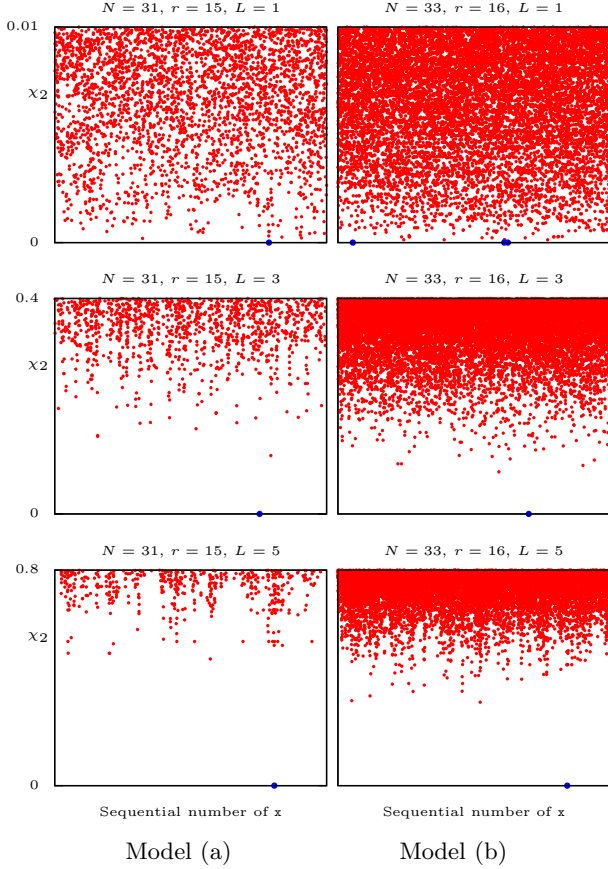 N = 31, r = 15, L = 1
N = 33, r = 16, L = 1
0.01
χ2
0
N = 31, r = 15, L = 3
N = 33, r = 16, L = 3
0.4
χ2
0
N = 31, r = 15, L = 5
N = 33, r = 16, L = 5
0.8
χ2
0
Sequential number of x
Sequential number of x
Model (a)
Model (b)